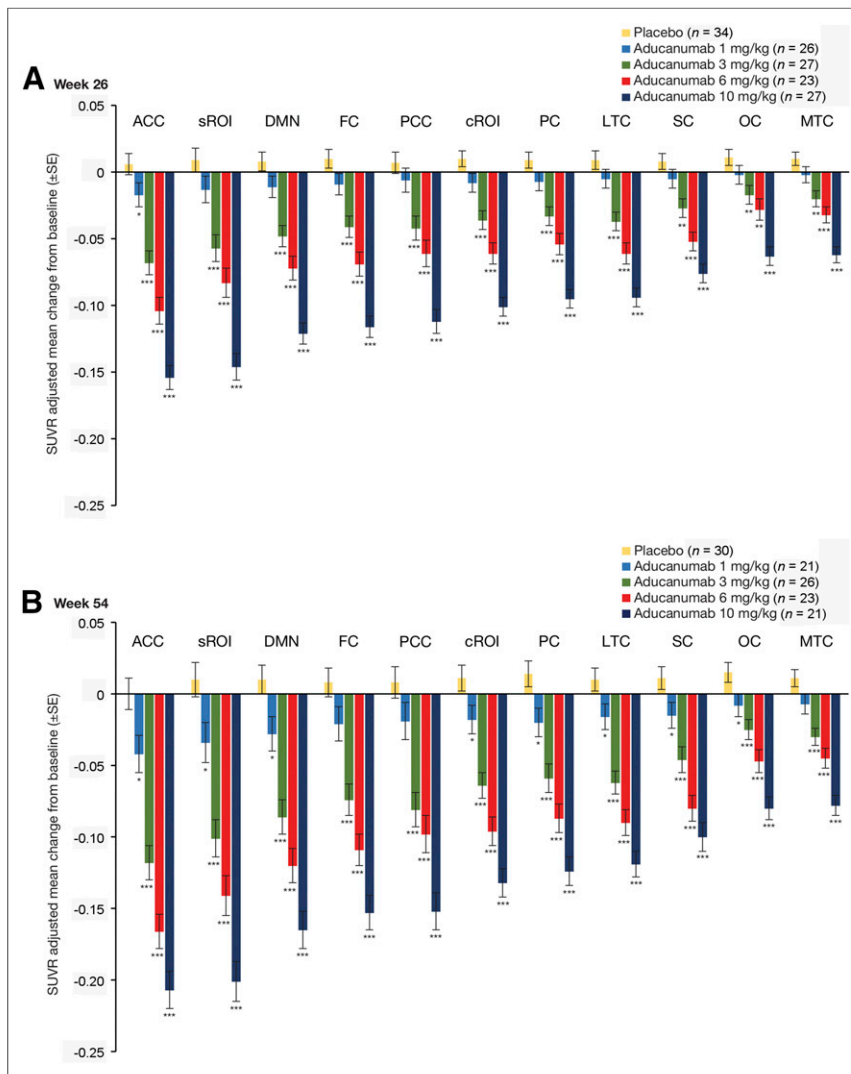 Placebo (n = 34)
Aducanumab 1 mg/kg (n = 26)
Aducanumab 3 mg/kg (n = 27)
Aducanumab 6 mg/kg (n = 23)
Aducanumab 10 mg/kg (n = 27)
A Week 26
0.05
ACC sROI DMN FC PCC cROI PC LTC SC OC MTC
0
-0.05
-0.10
-0.15
-0.20
-0.25
SUVR adjusted mean change from baseline (±SE)
* *** *** ***
*** *** ***
*** *** ***
*** *** ***
*** *** ***
*** *** ***
*** *** ***
*** *** ***
** *** ***
** ** ***
** *** ***
Placebo (n = 30)
Aducanumab 1 mg/kg (n = 21)
Aducanumab 3 mg/kg (n = 26)
Aducanumab 6 mg/kg (n = 23)
Aducanumab 10 mg/kg (n = 21)
B Week 54
0.05
ACC sROI DMN FC PCC cROI PC LTC SC OC MTC
0
-0.05
-0.10
-0.15
-0.20
-0.25
SUVR adjusted mean change from baseline (±SE)
* *** *** ***
* *** *** ***
* *** *** ***
*** *** ***
*** *** ***
* *** *** ***
* *** *** ***
* *** *** ***
* *** *** ***
* *** *** ***
*** *** ***